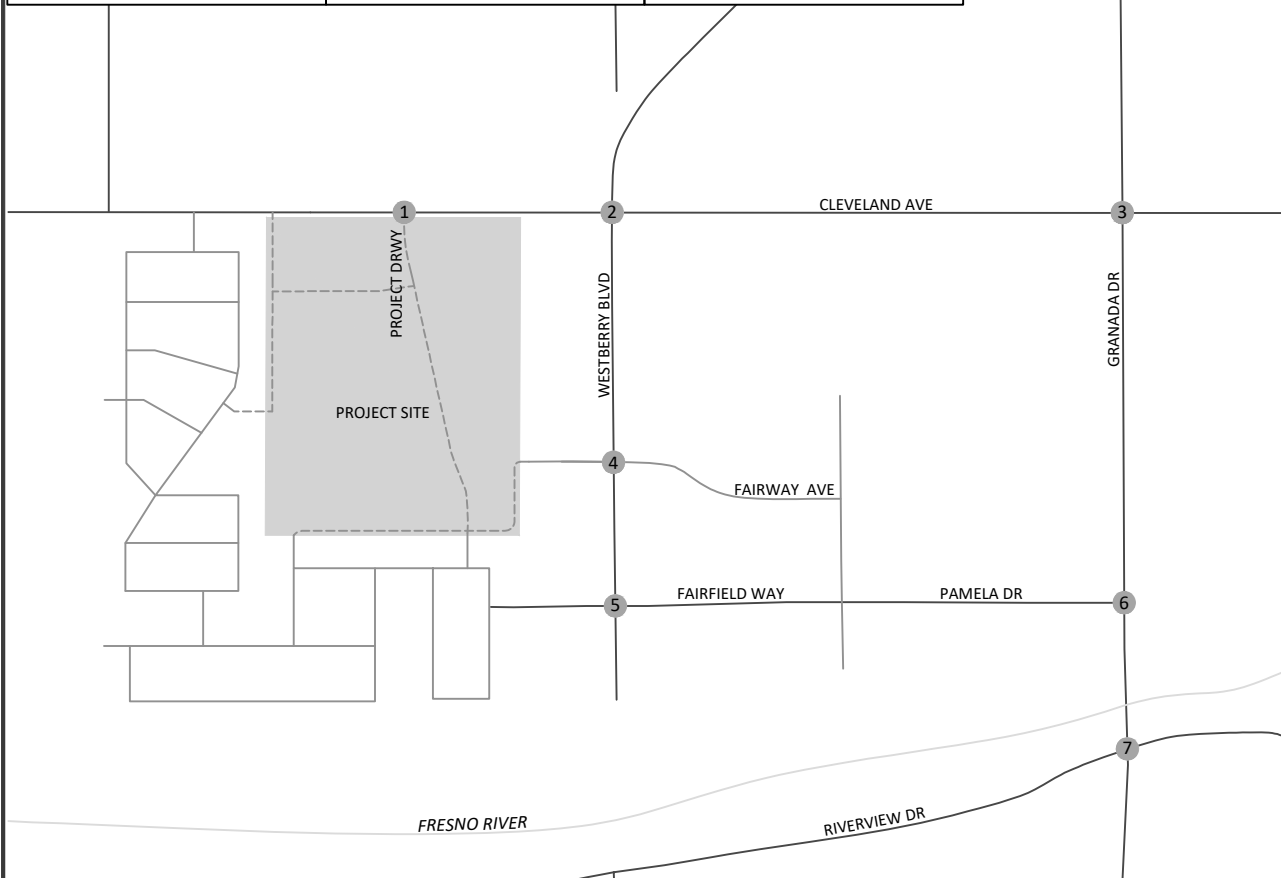 CLEVELAND AVE
1
2
3
PROJECT DRWY
WESTBERRY BLVD
GRANADA DR
PROJECT SITE
4
FAIRWAY  AVE
5
FAIRFIELD WAY
PAMELA DR
6
7
FRESNO RIVER
RIVERVIEW DR